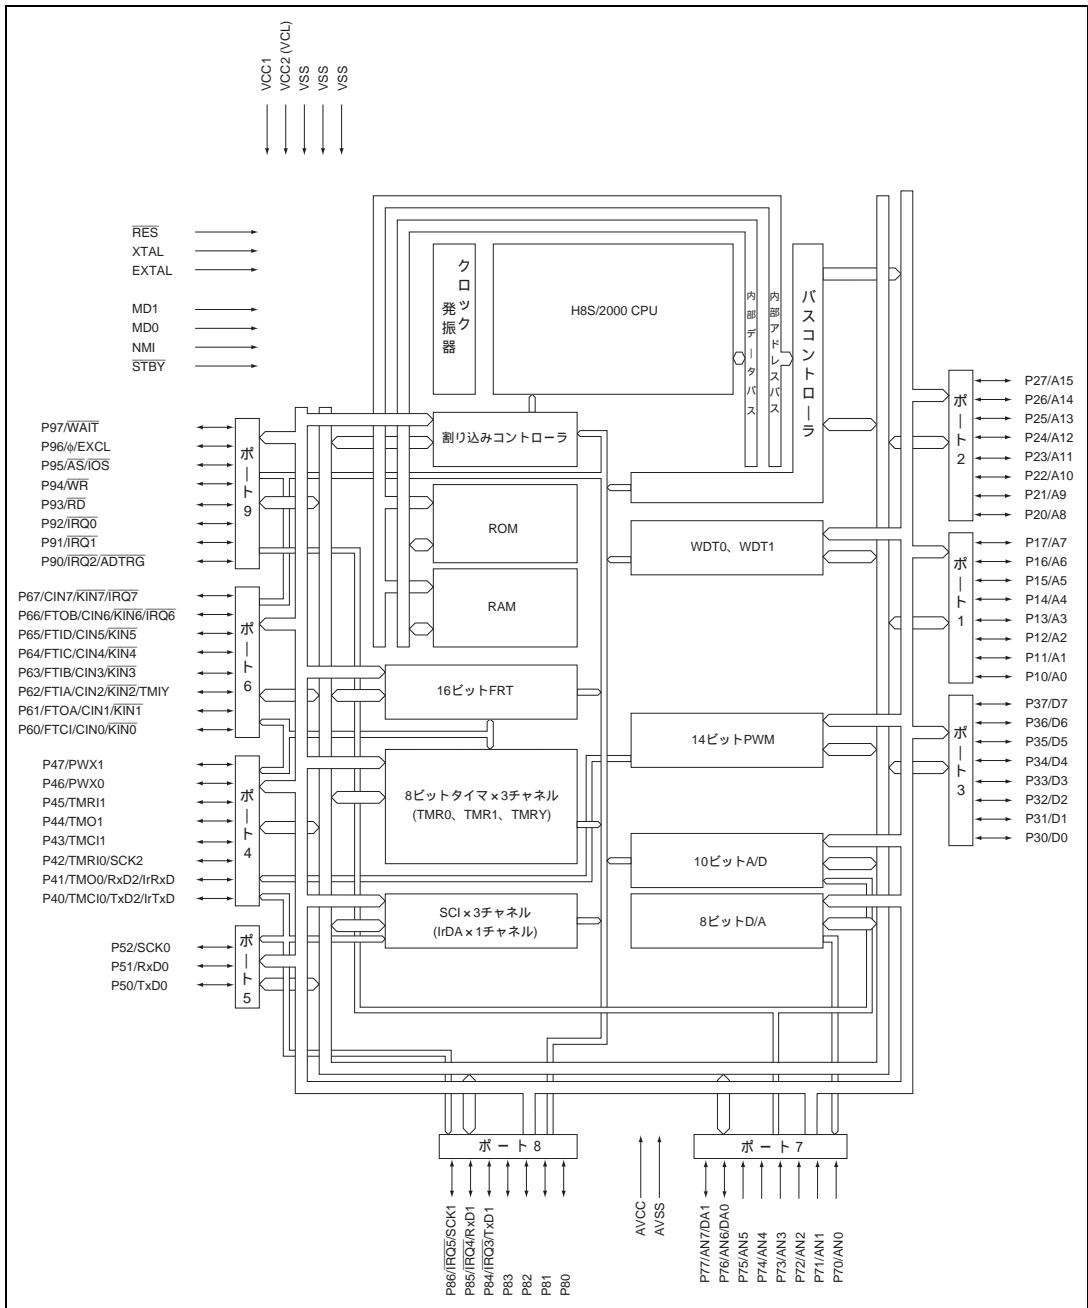 VCC1
VCC2 (VCL)
VSS
VSS
VSS
RES
XTAL
EXTAL
MD1
MD0
NMI
STBY
クロック
発振器
H8S/2000 CPU
内部データバス
内部アドレスバス
バスコントローラ
割り込みコントローラ
ROM
RAM
WDT0、WDT1
16ビットFRT
14ビットPWM
8ビットタイマ×3チャネル
(TMR0、TMR1、TMRY)
10ビットA/D
SCI×3チャネル
(IrDA×1チャネル)
8ビットD/A
P97/WAIT
P96/φ/EXCL
P95/AS/IOS
P94/WR
P93/RD
P92/IRQ0
P91/IRQ1
P90/IRQ2/ADTRG
ポート9
P67/CIN7/KIN7/IRQ7
P66/FTOB/CIN6/KIN6/IRQ6
P65/FTID/CIN5/KIN5
P64/FTIC/CIN4/KIN4
P63/FTIB/CIN3/KIN3
P62/FTIA/CIN2/KIN2/TMIY
P61/FTOA/CIN1/KIN1
P60/FTCI/CIN0/KIN0
ポート6
P47/PWX1
P46/PWX0
P45/TMRI1
P44/TMO1
P43/TMCI1
P42/TMRI0/SCK2
P41/TMO0/RxD2/IrRxD
P40/TMCI0/TxD2/IrTxD
ポート4
P52/SCK0
P51/RxD0
P50/TxD0
ポート5
ポート2
P27/A15
P26/A14
P25/A13
P24/A12
P23/A11
P22/A10
P21/A9
P20/A8
ポート1
P17/A7
P16/A6
P15/A5
P14/A4
P13/A3
P12/A2
P11/A1
P10/A0
ポート3
P37/D7
P36/D6
P35/D5
P34/D4
P33/D3
P32/D2
P31/D1
P30/D0
ポート8
P86/IRQ5/SCK1
P85/IRQ4/RxD1
P84/IRQ3/TxD1
P83
P82
P81
P80
AVCC
AVSS
ポート7
P77/AN7/DA1
P76/AN6/DA0
P75/AN5
P74/AN4
P73/AN3
P72/AN2
P71/AN1
P70/AN0